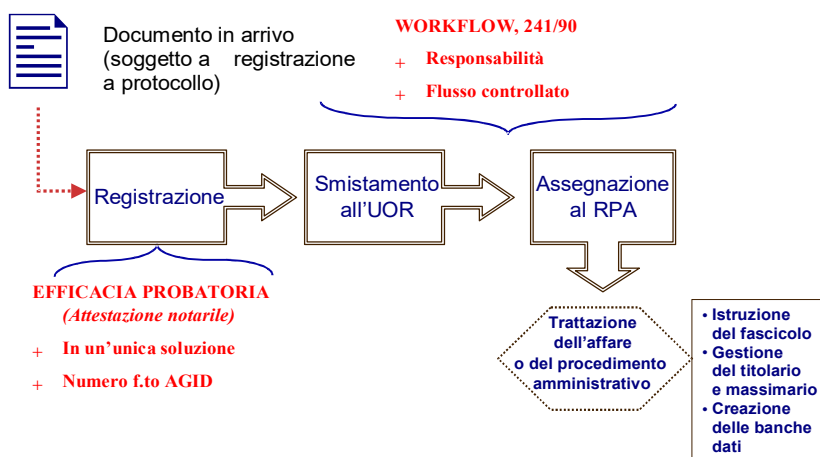 Documento in arrivo
(soggetto a registrazione
a protocollo)
WORKFLOW, 241/90
+ Responsabilità
+ Flusso controllato
Registrazione
Smistamento
all'UOR
Assegnazione
al RPA
EFFICACIA PROBATORIA
(Attestazione notarile)
+ In un'unica soluzione
+ Numero f.to AGID
Trattazione
dell'affare
o del procedimento
amministrativo
• Istruzione
del fascicolo
• Gestione
del titolario
e massimario
• Creazione
delle banche
dati